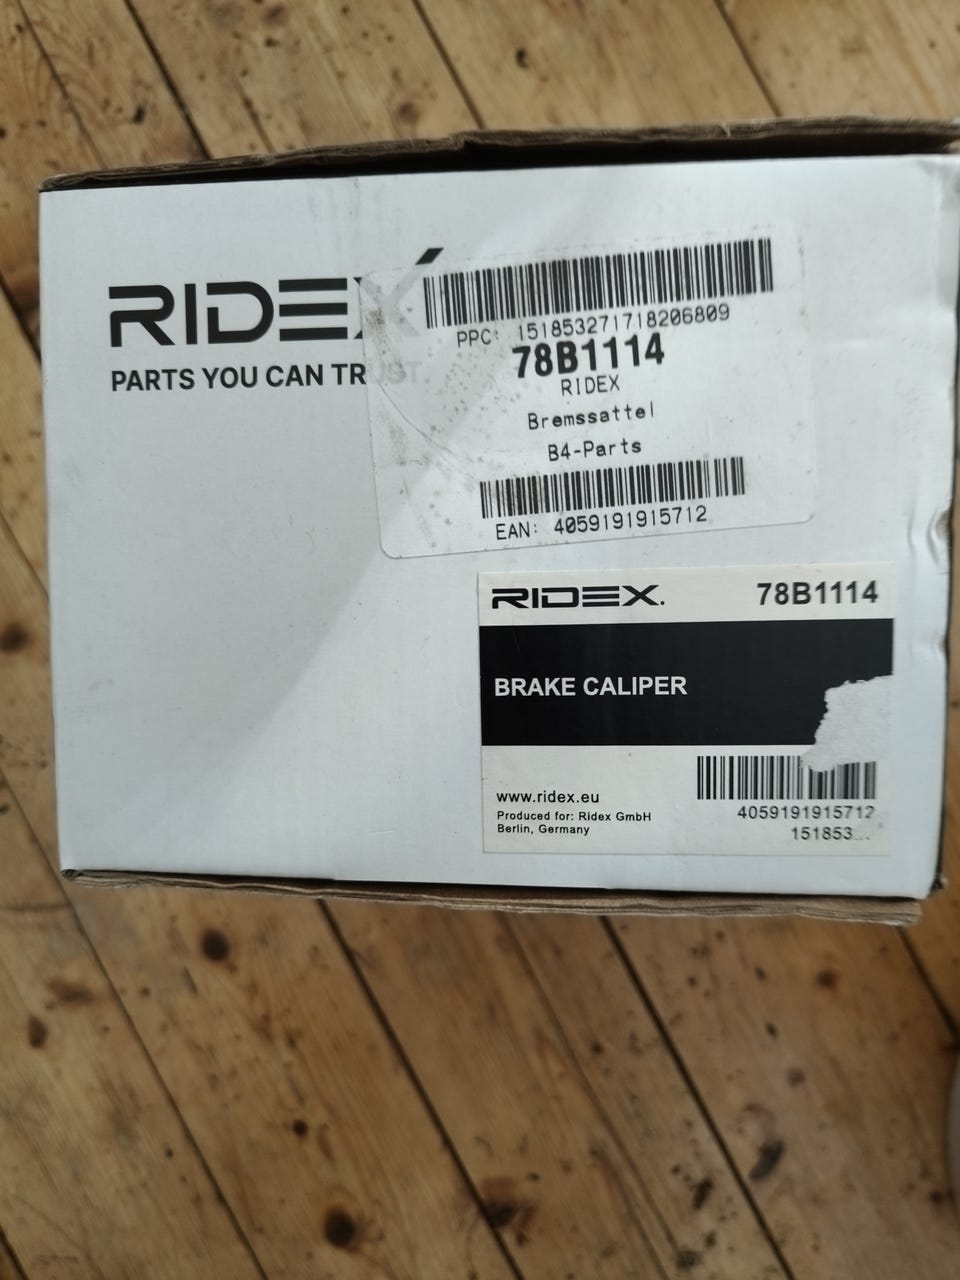 RIDEX
PARTS YOU CAN TRUST
PPC: 151853271718206809
78B1114
RIDEX
Bremssattel
B4-Parts
EAN: 4059191915712
RIDEX.
78B1114
BRAKE CALIPER
www.ridex.eu
Produced for: Ridex GmbH
Berlin, Germany
4059191915712
151853...